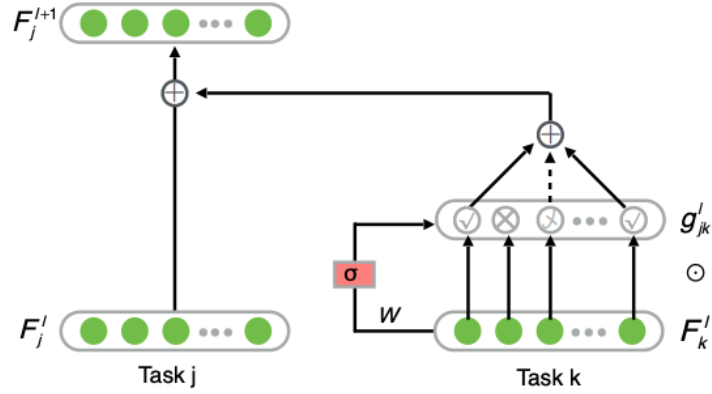 F_j^{l+1}
g_{jk}^l
σ
⊙
F_j^l
W
F_k^l
Task j
Task k